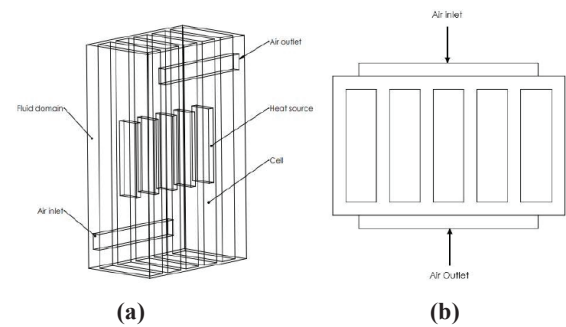 Air outlet
Fluid domain
Heat source
Cell
Air inlet
(a)
Air inlet
Air Outlet
(b)